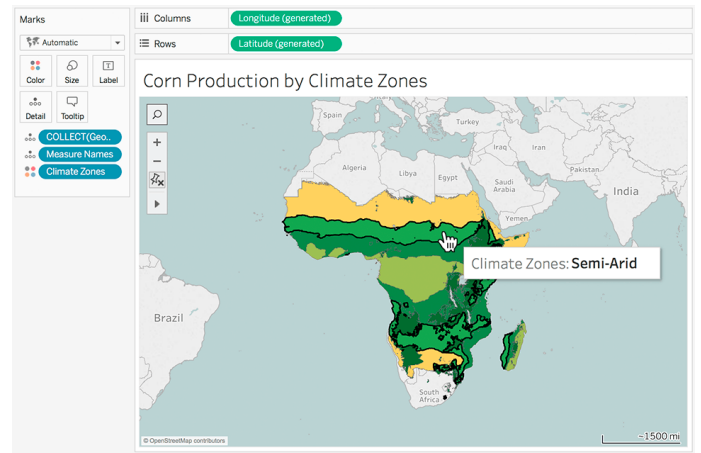 Marks
Automatic
Color
Size
Label
Detail
Tooltip
COLLECT(Geo..
Measure Names
Climate Zones
Columns
Longitude (generated)
Rows
Latitude (generated)
Corn Production by Climate Zones
Spain
Turkey
Iraq
Iran
Algeria
Libya
Egypt
Pakistan
Saudi
Arabia
India
Yemen
Climate Zones: Semi-Arid
Brazil
South
Africa
© OpenStreetMap contributors
~1500 mi